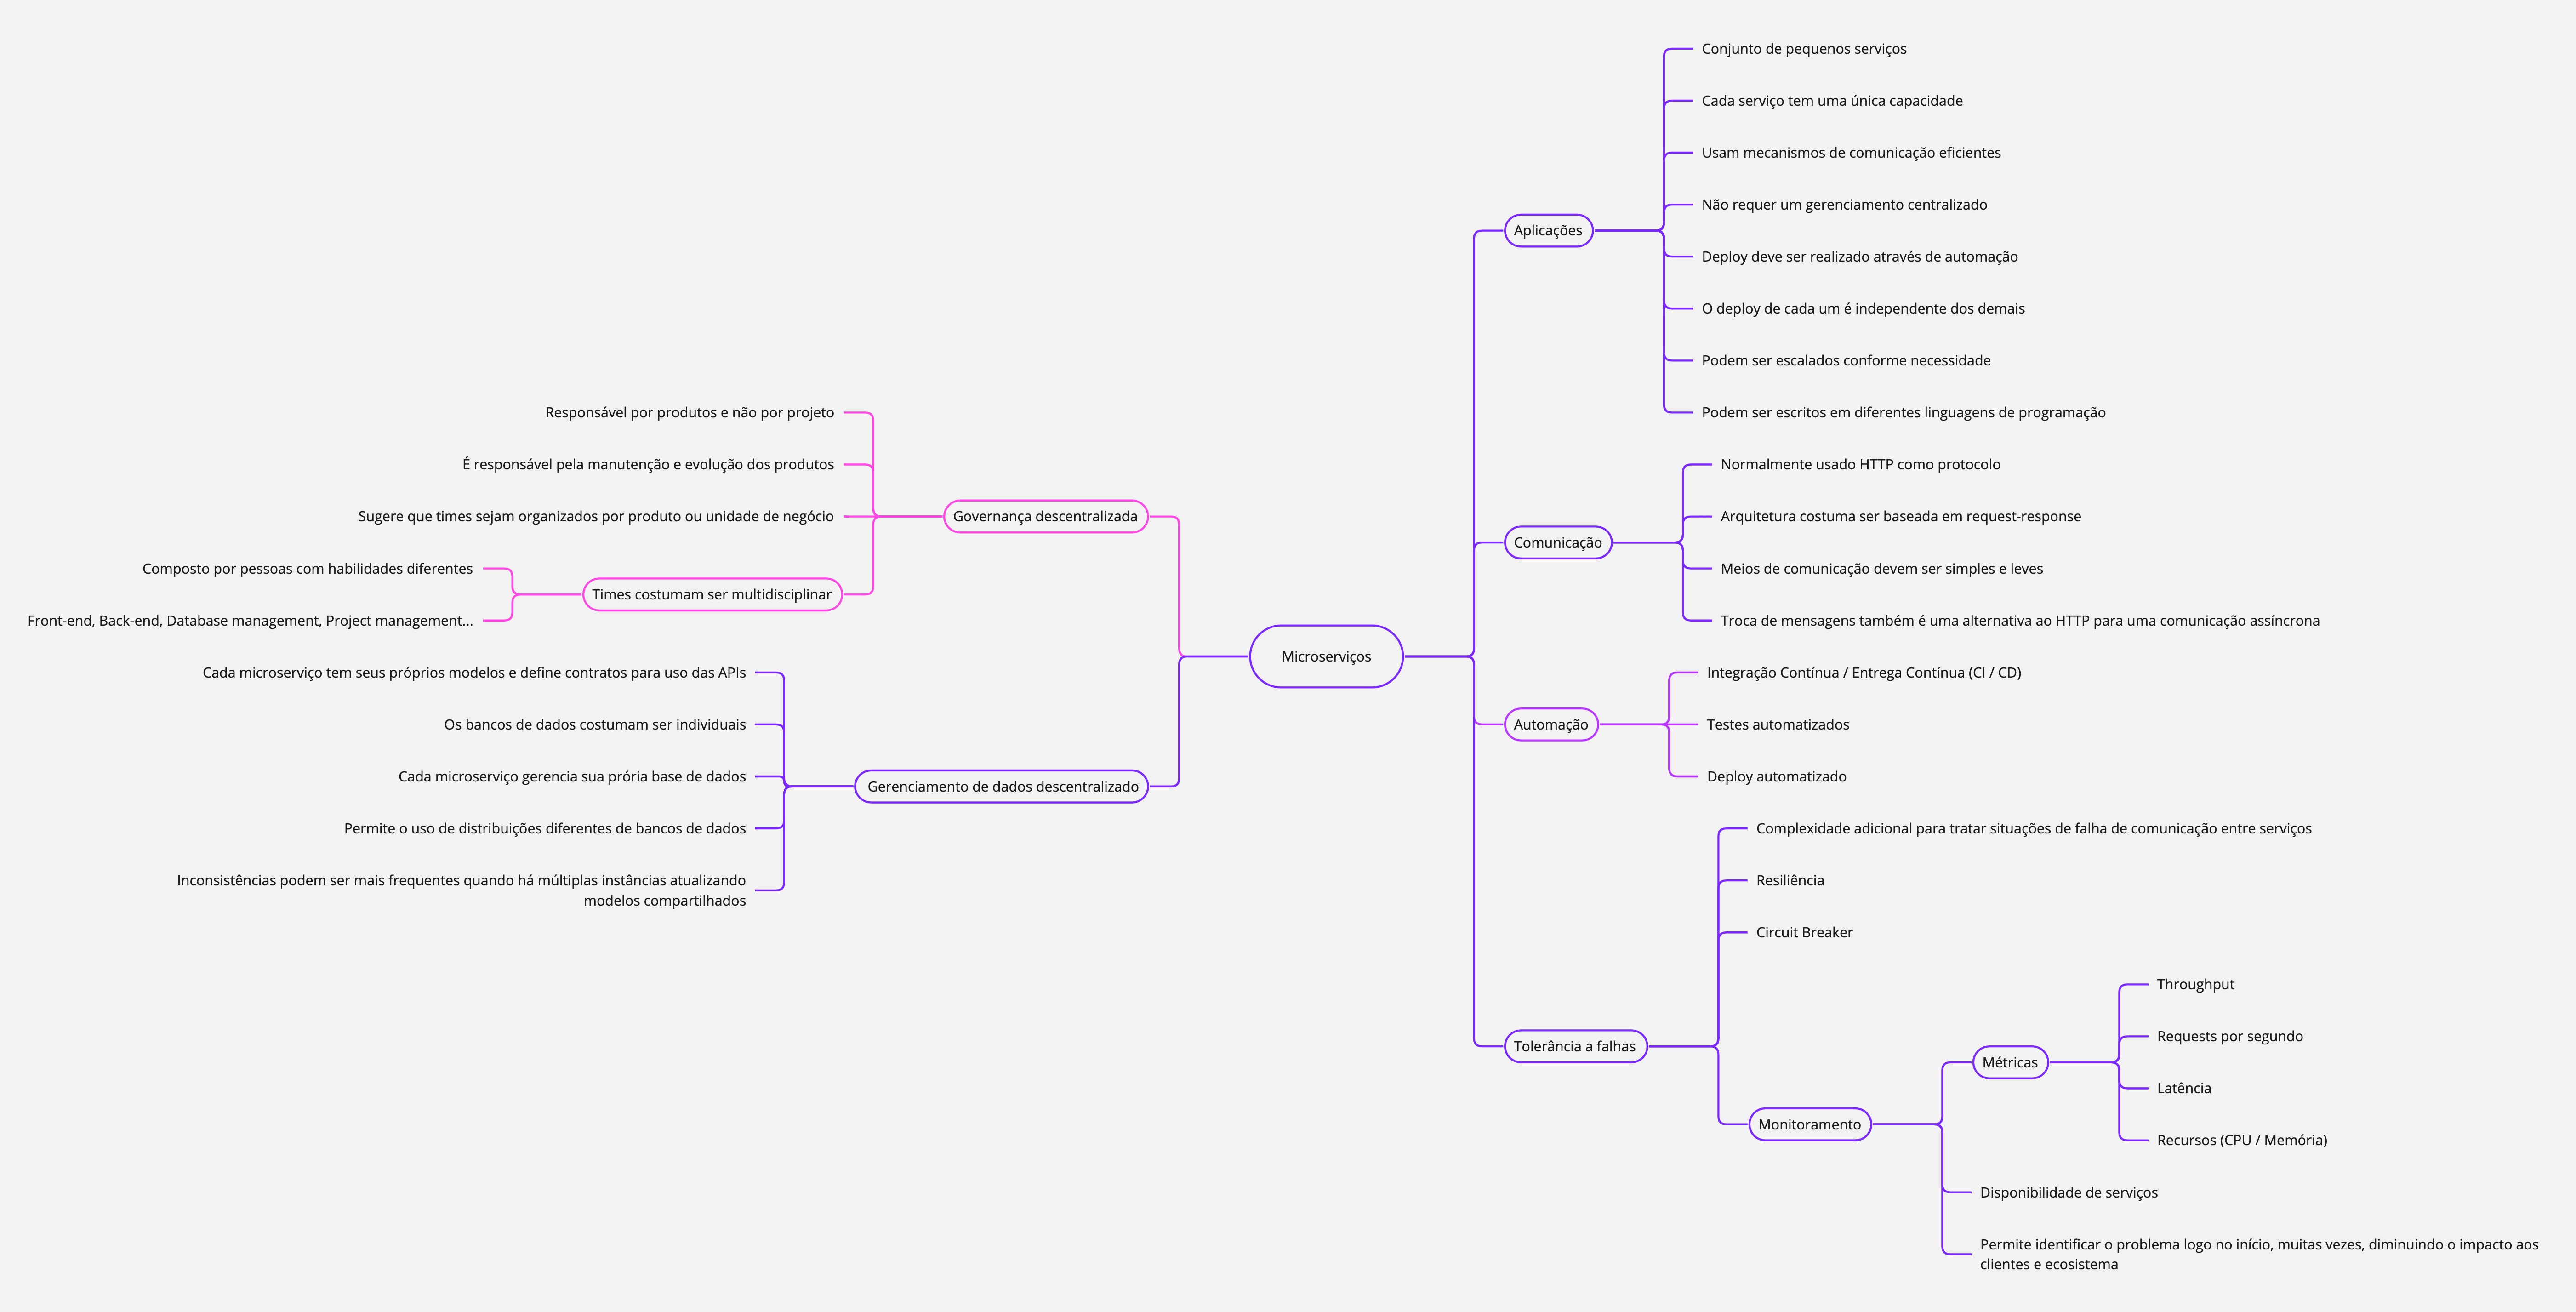 Microserviços
Aplicações
Conjunto de pequenos serviços
Cada serviço tem uma única capacidade
Usam mecanismos de comunicação eficientes
Não requer um gerenciamento centralizado
Deploy deve ser realizado através de automação
O deploy de cada um é independente dos demais
Podem ser escalados conforme necessidade
Podem ser escritos em diferentes linguagens de programação
Comunicação
Normalmente usado HTTP como protocolo
Arquitetura costuma ser baseada em request-response
Meios de comunicação devem ser simples e leves
Troca de mensagens também é uma alternativa ao HTTP para uma comunicação assíncrona
Automação
Integração Contínua / Entrega Contínua (CI / CD)
Testes automatizados
Deploy automatizado
Tolerância a falhas
Complexidade adicional para tratar situações de falha de comunicação entre serviços
Resiliência
Circuit Breaker
Monitoramento
Métricas
Throughput
Requests por segundo
Latência
Recursos (CPU / Memória)
Disponibilidade de serviços
Permite identificar o problema logo no início, muitas vezes, diminuindo o impacto aos
clientes e ecosistema
Governança descentralizada
Responsável por produtos e não por projeto
É responsável pela manutenção e evolução dos produtos
Sugere que times sejam organizados por produto ou unidade de negócio
Times costumam ser multidisciplinar
Composto por pessoas com habilidades diferentes
Front-end, Back-end, Database management, Project management...
Gerenciamento de dados descentralizado
Cada microserviço tem seus próprios modelos e define contratos para uso das APIs
Os bancos de dados costumam ser individuais
Cada microserviço gerencia sua prória base de dados
Permite o uso de distribuições diferentes de bancos de dados
Inconsistências podem ser mais frequentes quando há múltiplas instâncias atualizando
modelos compartilhados